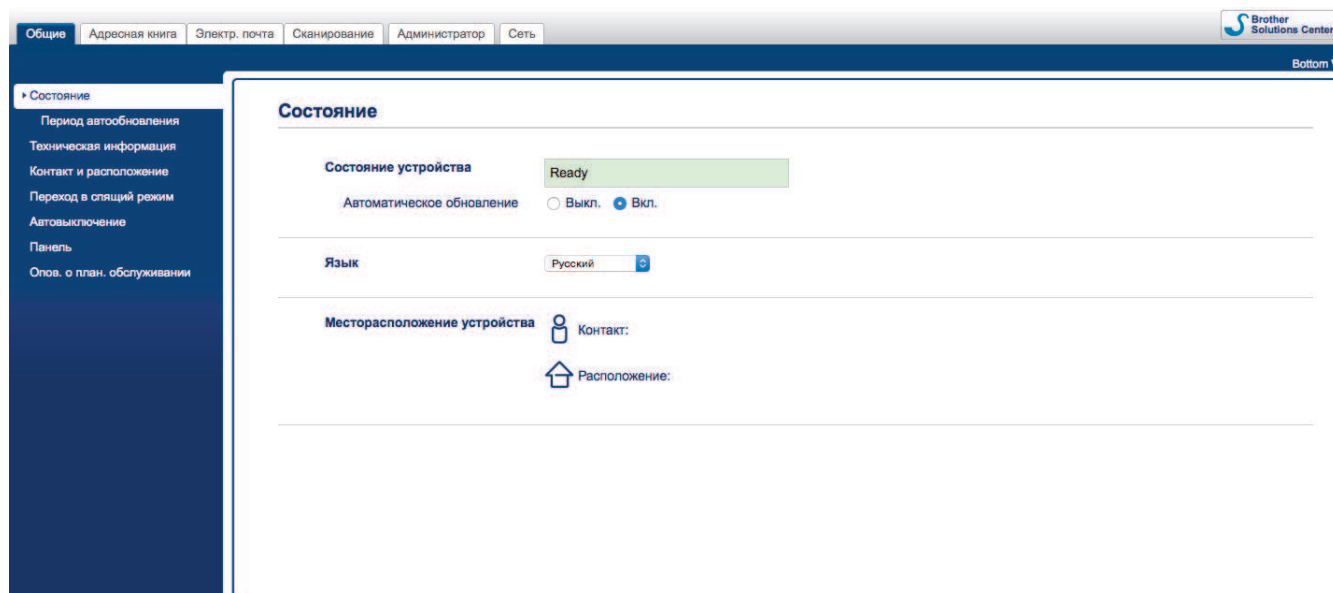 Общие
Адресная книга
Электр. почта
Сканирование
Администратор
Сеть
Brother
Solutions Center
Bottom
Состояние
Период автообновления
Техническая информация
Контакт и расположение
Переход в спящий режим
Автовыключение
Панель
Опов. о план. обслуживании
Состояние
Состояние устройства
Ready
Автоматическое обновление
Выкл.
Вкл.
Язык
Русский
Месторасположение устройства
Контакт:
Расположение: